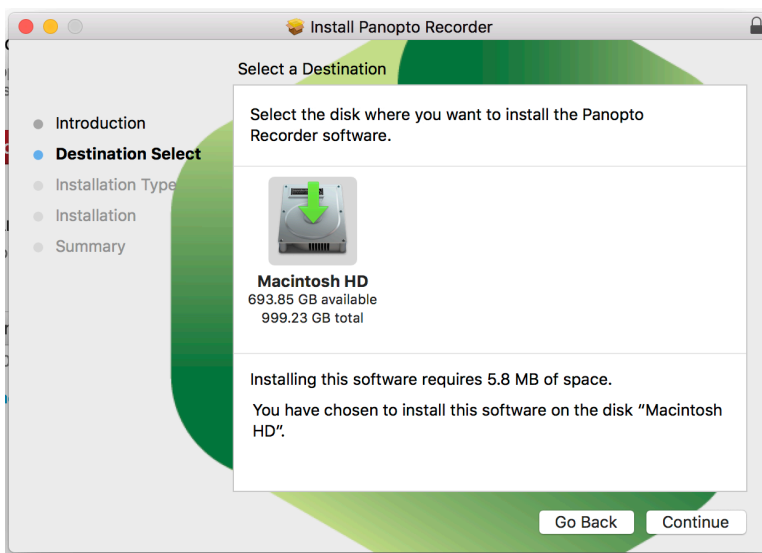 Install Panopto Recorder
Select a Destination
Introduction
Destination Select
Installation Type
Installation
Summary
Select the disk where you want to install the Panopto
Recorder software.
Macintosh HD
693.85 GB available
999.23 GB total
Installing this software requires 5.8 MB of space.
You have chosen to install this software on the disk “Macintosh
HD”.
Go Back
Continue